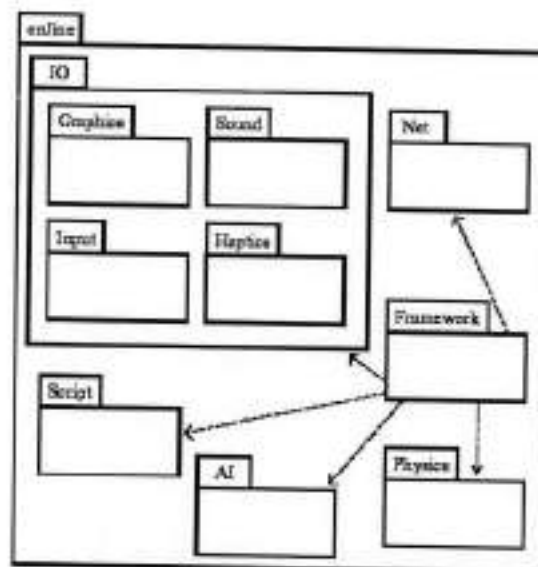 enJine
IO
Graphics
Sound
Net
Input
Haptics
Framework
Script
AI
Physics